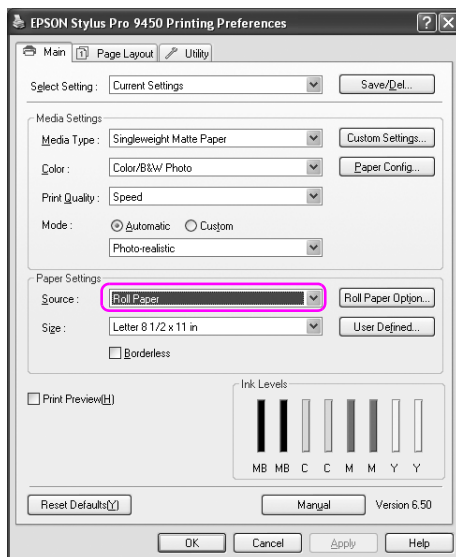 EPSON Stylus Pro 9450 Printing Preferences
Main Page Layout Utility
Select Setting : Current Settings Save/Del...
Media Settings
Media Type : Singleweight Matte Paper Custom Settings...
Color : Color/B&W Photo Paper Config...
Print Quality : Speed
Mode : Automatic Custom
Photo-realistic
Paper Settings
Source : Roll Paper Roll Paper Option...
Size : Letter 8 1/2 x 11 in User Defined...
Borderless
Print Preview(H)
Ink Levels
MB MB C C M M Y Y
Reset Defaults(Y) Manual Version 6.50
OK Cancel Apply Help